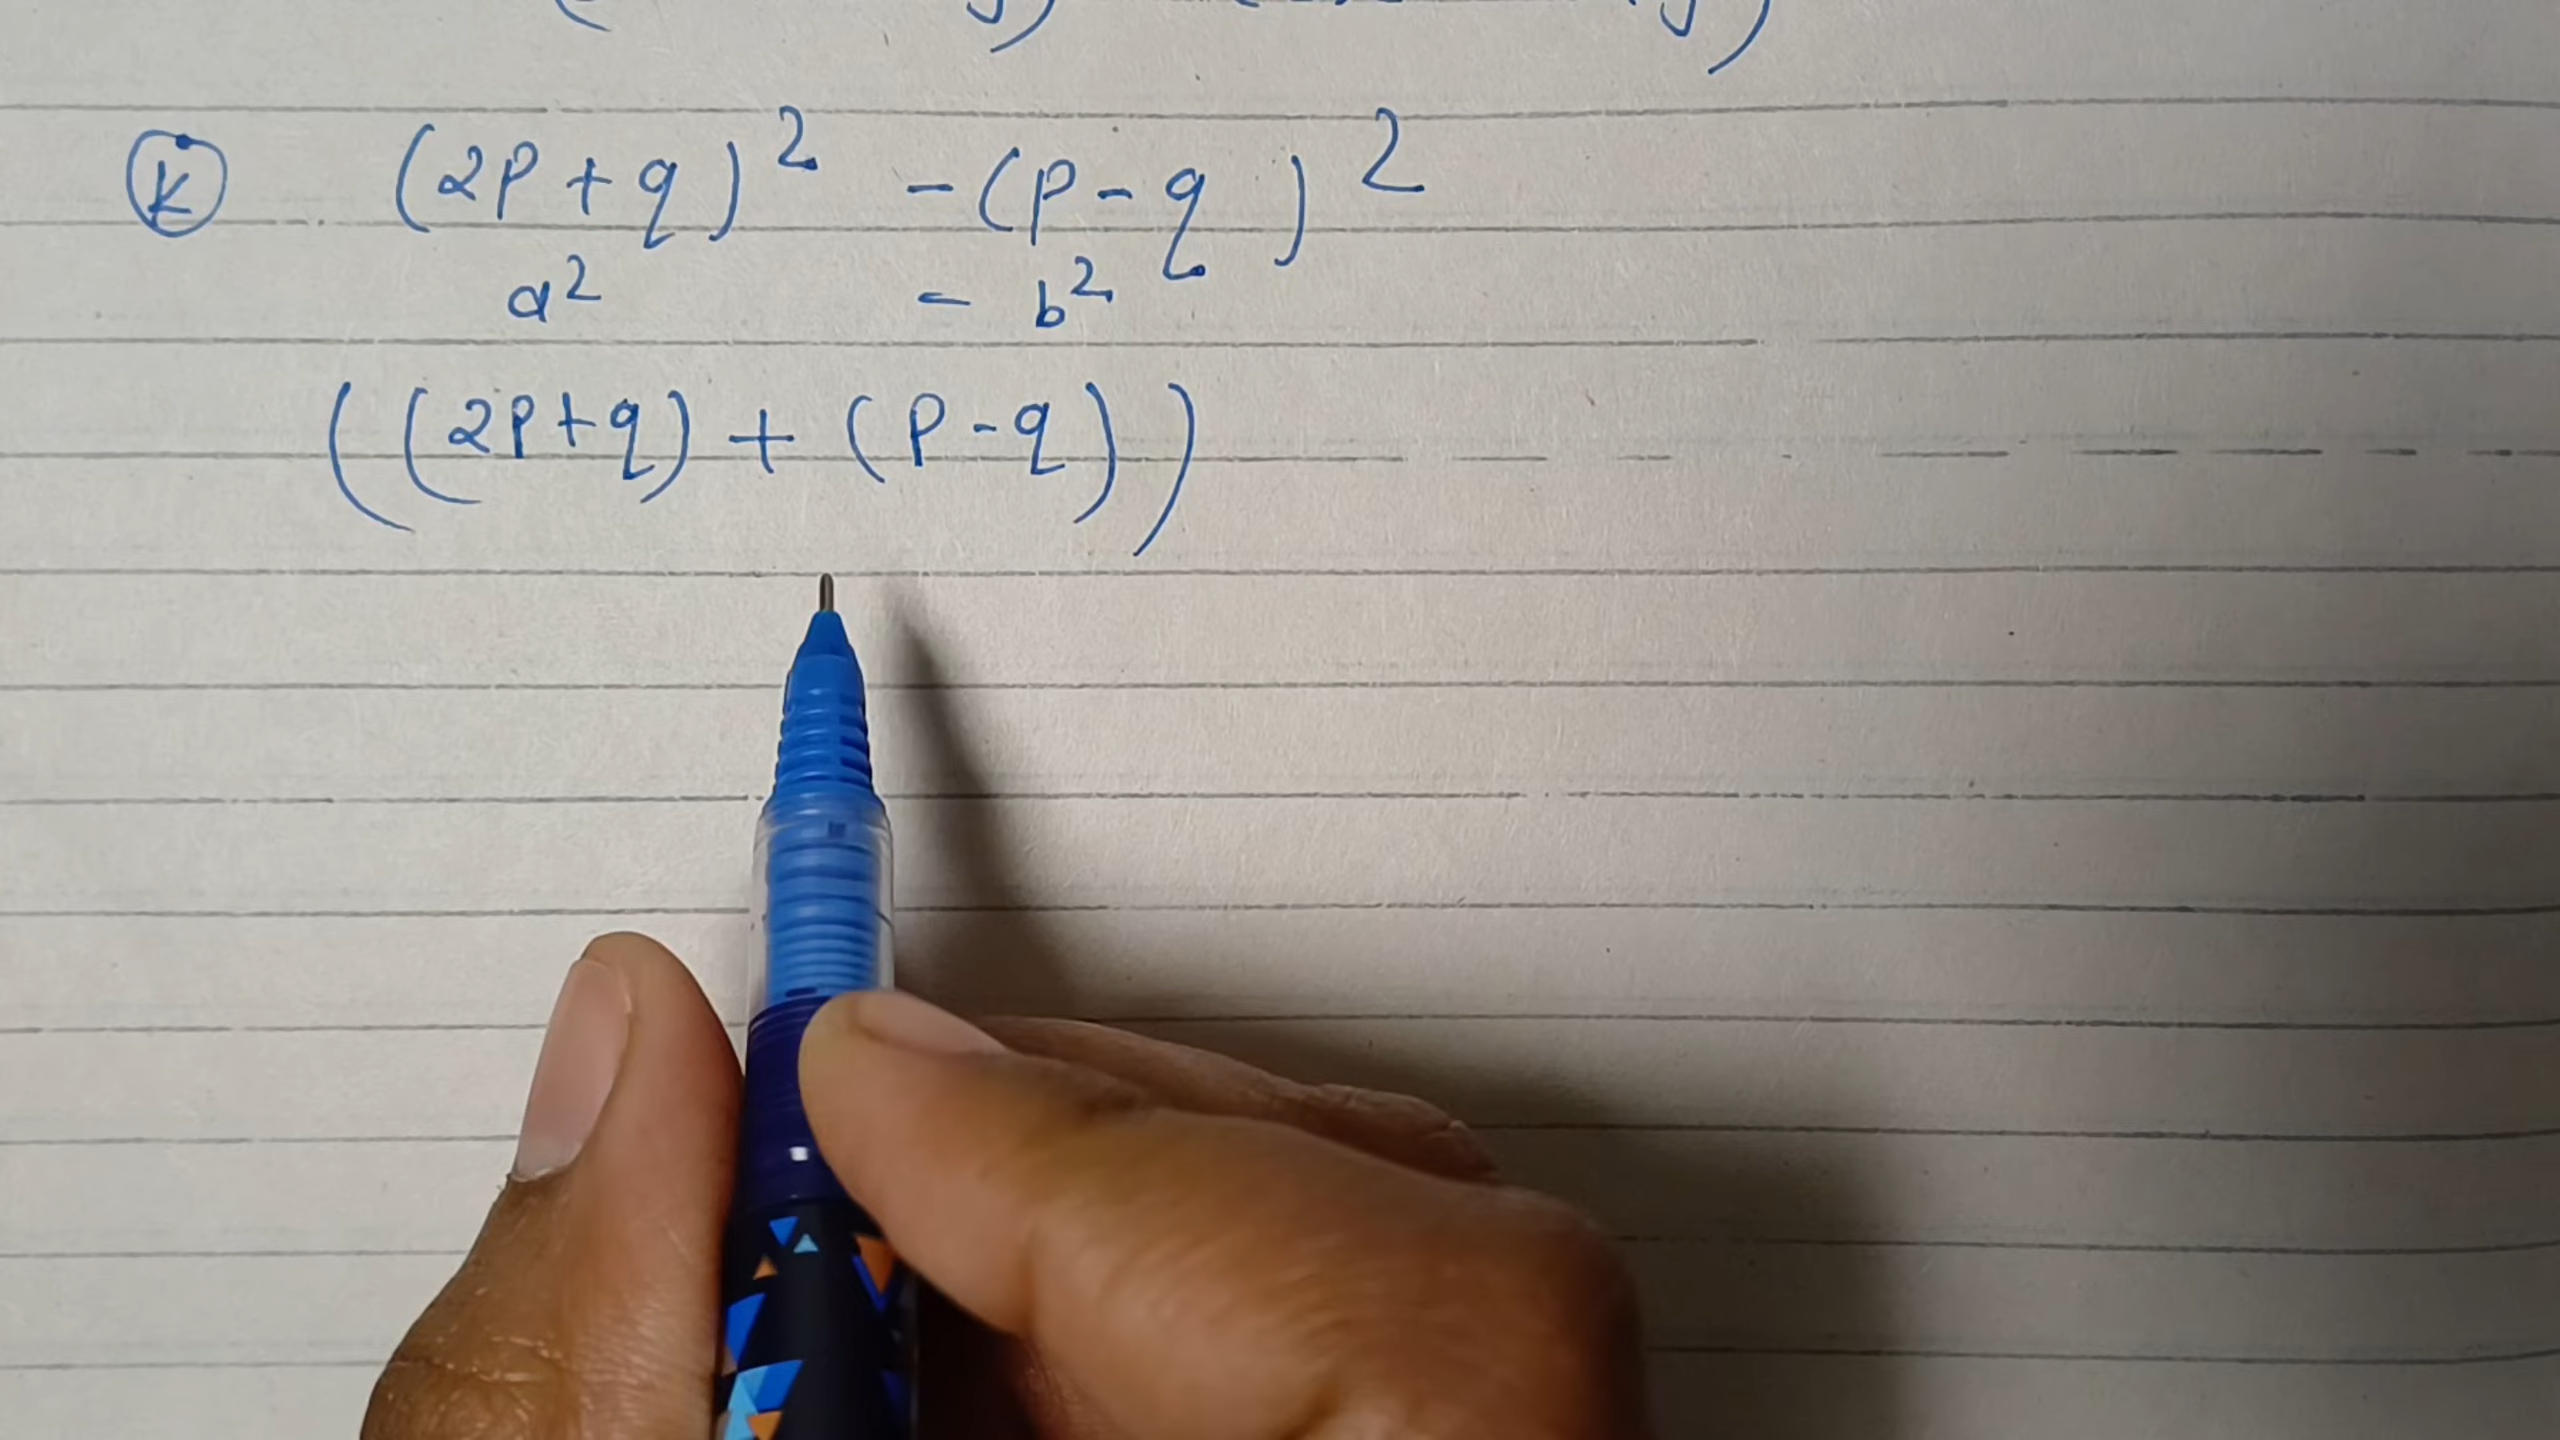 (k) (2p+q)² -(p-q)²
a² - b²
((2p+q) + (p-q))